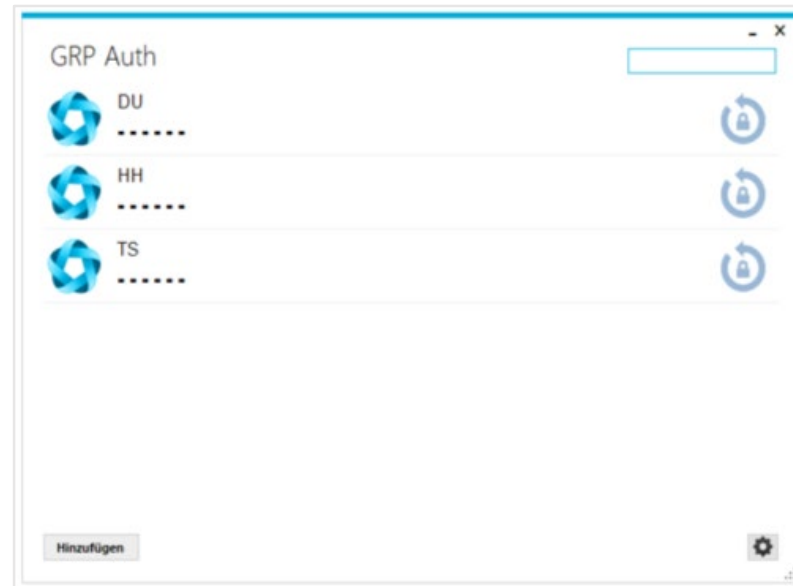 GRP Auth
DU
------
HH
------
TS
------
Hinzufügen